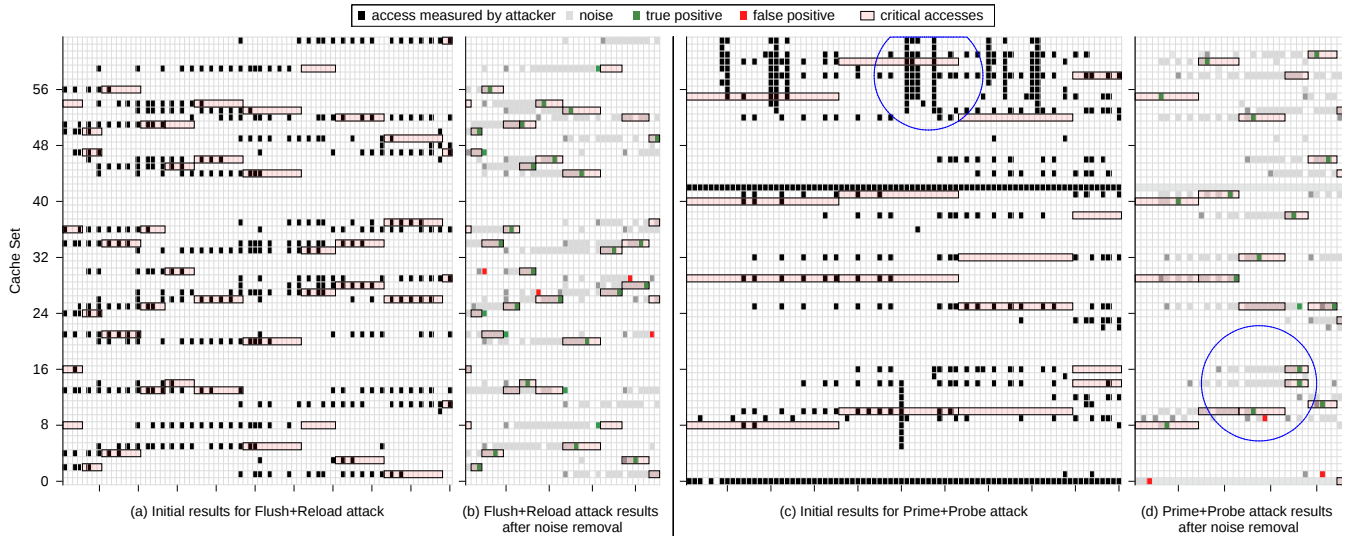 access measured by attacker noise true positive false positive critical accesses
Cache Set
56
48
40
32
24
16
8
0
(a) Initial results for Flush+Reload attack
(b) Flush+Reload attack results
after noise removal
(c) Initial results for Prime+Probe attack
(d) Prime+Probe attack results
after noise removal